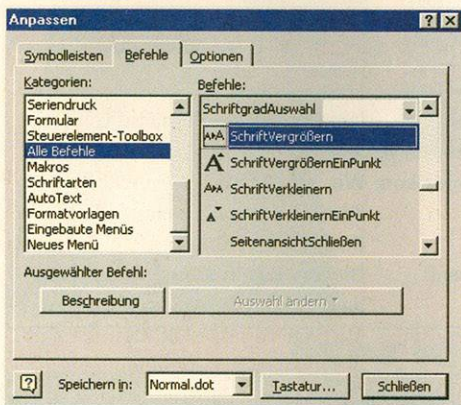 Anpassen
Symbolleisten Befehle Optionen
Kategorien:
Seriendruck
Formular
Steuerelement-Toolbox
Alle Befehle
Makros
Schriftarten
AutoText
Formatvorlagen
Eingebaute Menüs
Neues Menü
Befehle:
SchriftgradAuswahl
SchriftVergrößern
SchriftVergrößernEinPunkt
SchriftVerkleinern
SchriftVerkleinernEinPunkt
SeitenansichtSchließen
Ausgewählter Befehl:
Beschreibung Auswahl ändern
Speichern in: Normal.dot Tastatur... Schließen